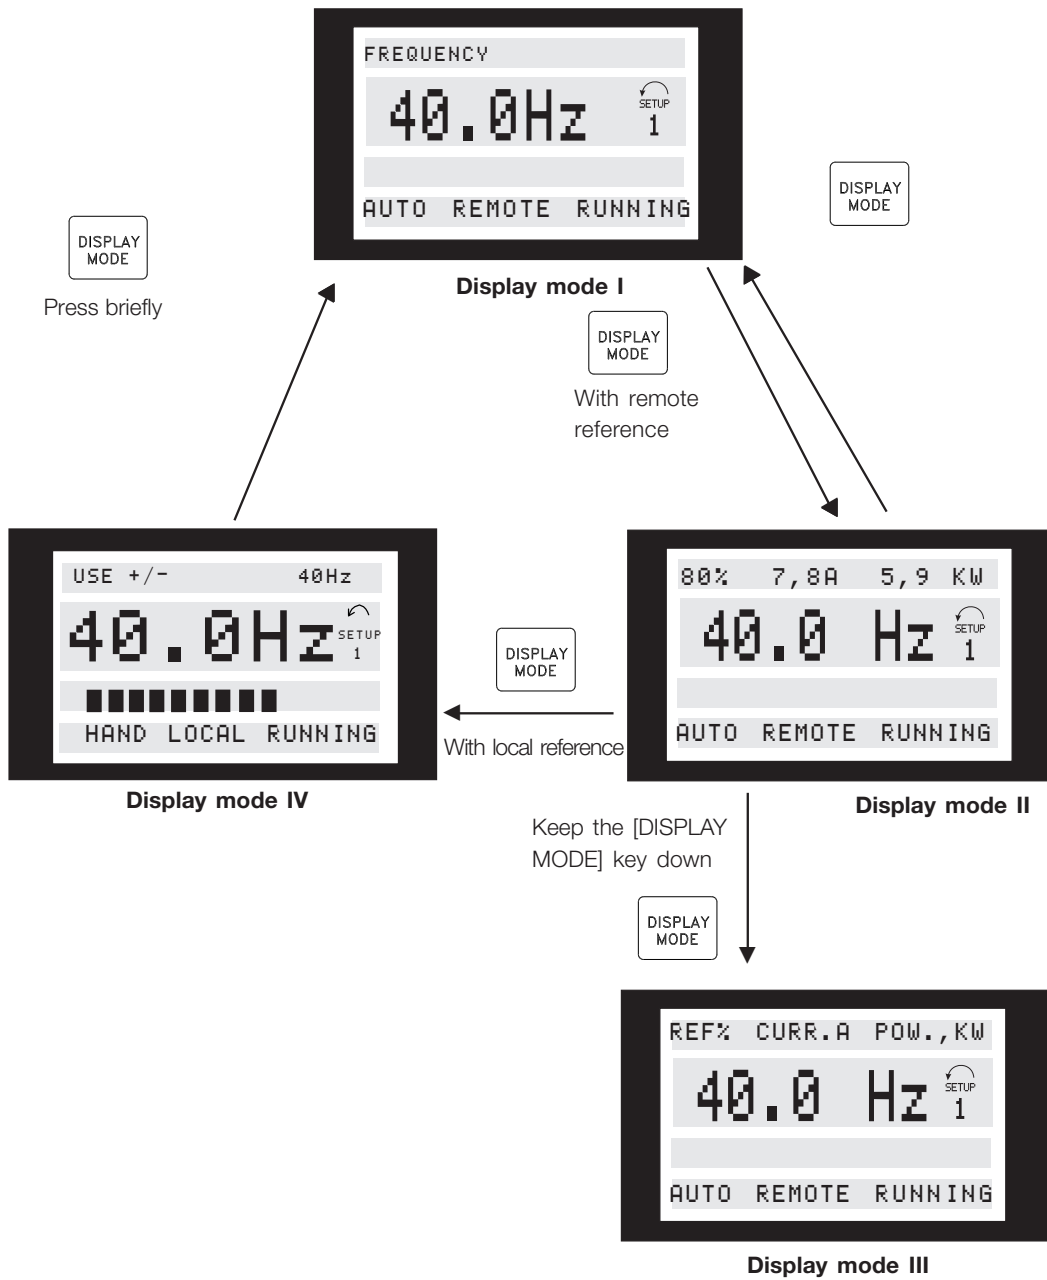 FREQUENCY
40.0Hz
SETUP
1
AUTO REMOTE RUNNING
Display mode I
DISPLAY
MODE
DISPLAY
MODE
Press briefly
DISPLAY
MODE
With remote
reference
USE +/- 40Hz
40.0Hz
SETUP
1
HAND LOCAL RUNNING
Display mode IV
DISPLAY
MODE
With local reference
80% 7,8A 5,9 KW
40.0 Hz
SETUP
1
AUTO REMOTE RUNNING
Display mode II
Keep the [DISPLAY
MODE] key down
DISPLAY
MODE
REF% CURR.A POW.,KW
40.0 Hz
SETUP
1
AUTO REMOTE RUNNING
Display mode III